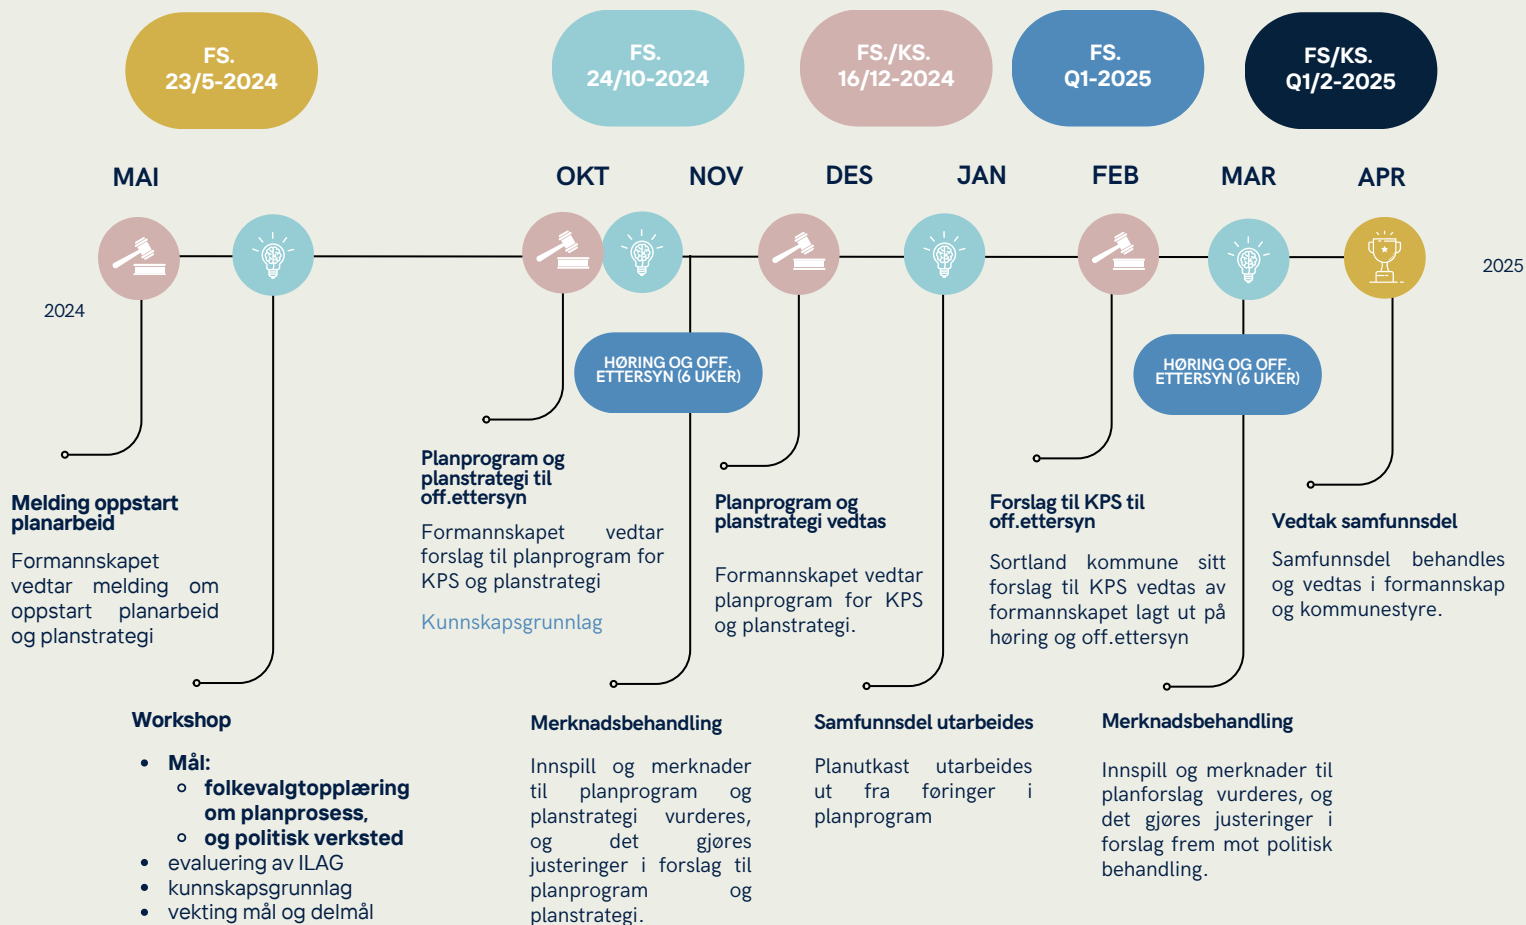 FS.
23/5-2024
FS.
24/10-2024
FS./KS.
16/12-2024
FS.
Q1-2025
FS/KS.
Q1/2-2025
MAI
OKT
NOV
DES
JAN
FEB
MAR
APR
2024
2025
HØRING OG OFF.
ETTERSYN (6 UKER)
HØRING OG OFF.
ETTERSYN (6 UKER)
Melding oppstart
planarbeid
Formannskapet
vedtar melding om
oppstart planarbeid
og planstrategi
Planprogram og
planstrategi til
off.ettersyn
Formannskapet vedtar
forslag til planprogram for
KPS og planstrategi
Kunnskapsgrunnlag
Planprogram og
planstrategi vedtas
Formannskapet vedtar
planprogram for KPS
og planstrategi.
Forslag til KPS til
off.ettersyn
Sortland kommune sitt
forslag til KPS vedtas av
formannskapet lagt ut på
høring og off.ettersyn
Vedtak samfunnsdel
Samfunnsdel behandles
og vedtas i formannskap
og kommunestyre.
Workshop
• Mål:
◦ folkevalgtopplæring
om planprosess,
◦ og politisk verksted
• evaluering av ILAG
• kunnskapsgrunnlag
• vekting mål og delmål
Merknadsbehandling
Innspill og merknader
til planprogram og
planstrategi vurderes,
og det gjøres
justeringer i forslag til
planprogram og
planstrategi.
Samfunnsdel utarbeides
Planutkast utarbeides
ut fra føringer i
planprogram
Merknadsbehandling
Innspill og merknader til
planforslag vurderes, og
det gjøres justeringer i
forslag frem mot politisk
behandling.